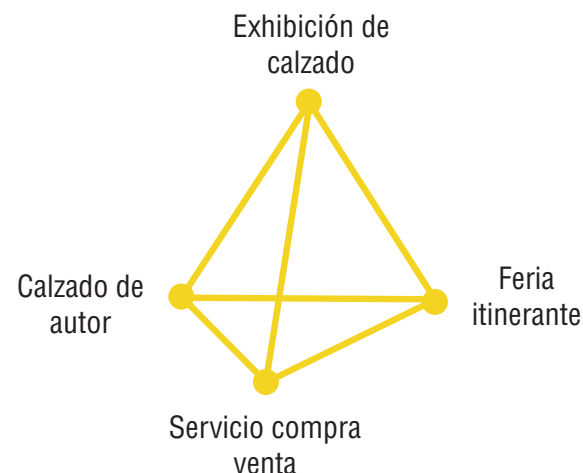 Exhibición de
calzado
Calzado de
autor
Feria
itinerante
Servicio compra
venta